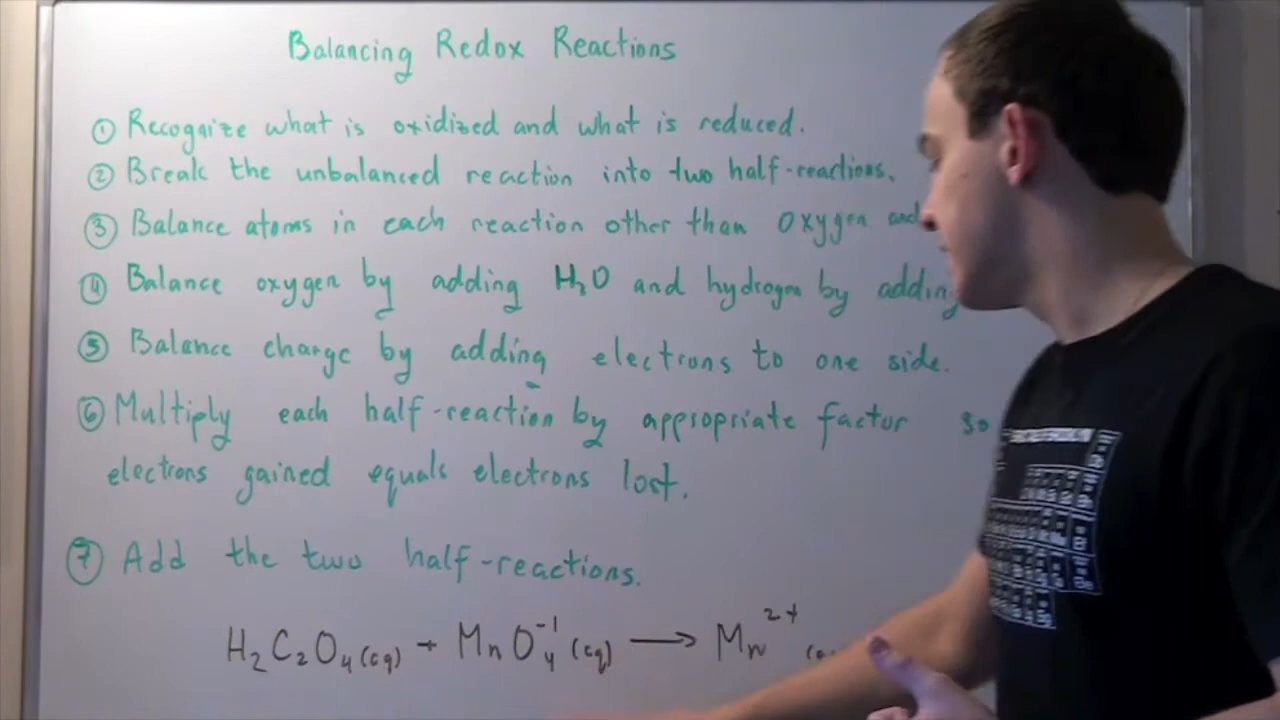 Balancing Redox Reactions
① Recognize what is oxidized and what is reduced.
② Break the unbalanced reaction into two half-reactions.
③ Balance atoms in each reaction other than oxygen and
④ Balance oxygen by adding H₂O and hydrogen by adding
⑤ Balance charge by adding electrons to one side.
⑥ Multiply each half-reaction by appropriate factor so
electrons gained equals electrons lost.
⑦ Add the two half-reactions.
H₂C₂O₄(aq) + MnO₄⁻¹(aq) → Mn²⁺